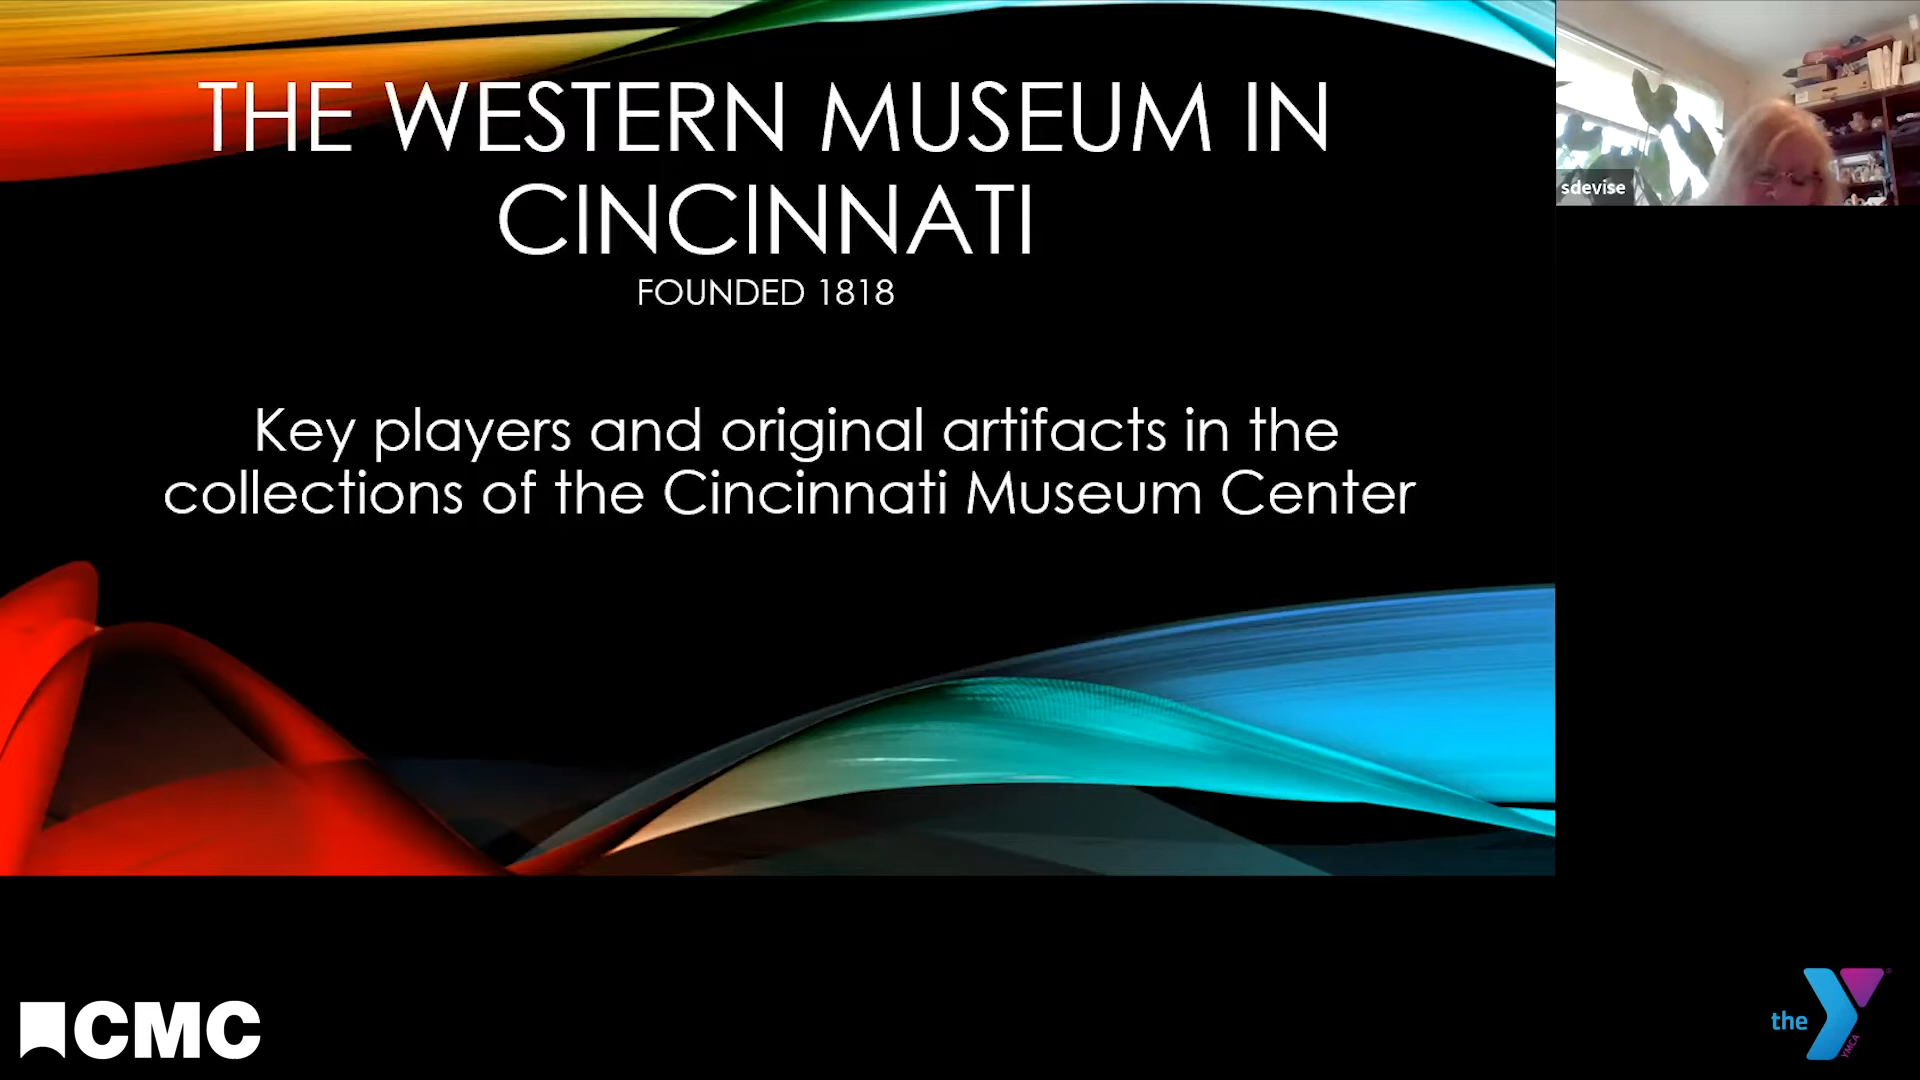 THE WESTERN MUSEUM IN
CINCINNATI
FOUNDED 1818
Key players and original artifacts in the
collections of the Cincinnati Museum Center
sdevise
CMC
the
YMCA